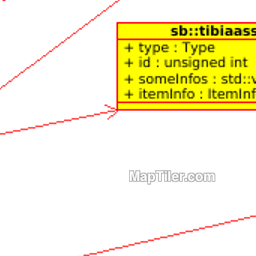 sb::tibiaass
+ type : Type
+ id : unsigned int
+ someInfos : std::v
+ itemInfo : ItemInf
MapTiler.com